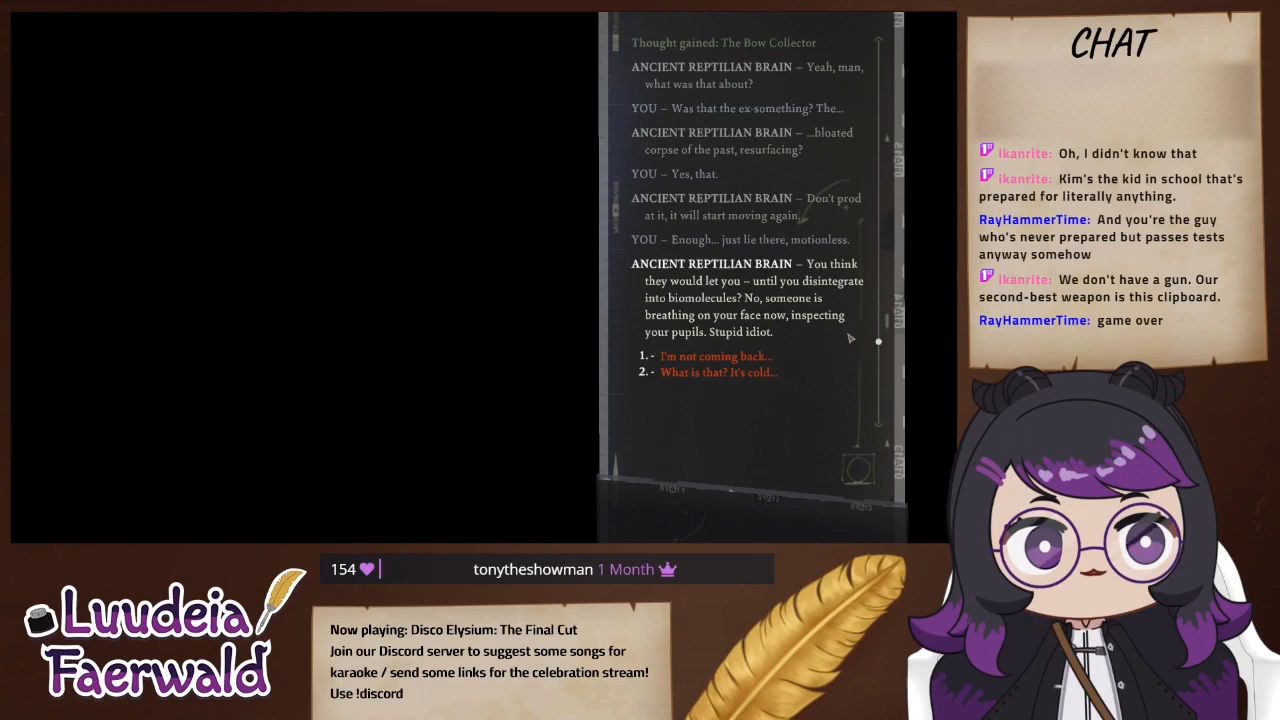 Thought gained: The Bow Collector
ANCIENT REPTILIAN BRAIN – Yeah, man,
what was that about?
YOU – Was that the ex-something? The...
ANCIENT REPTILIAN BRAIN – ...bloated
corpse of the past, resurfacing?
YOU – Yes, that.
ANCIENT REPTILIAN BRAIN – Don't prod
at it, it will start moving again.
YOU – Enough... just lie there, motionless.
ANCIENT REPTILIAN BRAIN – You think
they would let you -- until you disintegrate
into biomolecules? No, someone is
breathing on your face now, inspecting
your pupils. Stupid idiot.
1. - I'm not coming back...
2. - What is that? It's cold...
CHAT
ikanrite: Oh, I didn't know that
ikanrite: Kim's the kid in school that's
prepared for literally anything.
RayHammerTime: And you're the guy
who's never prepared but passes tests
anyway somehow
ikanrite: We don't have a gun. Our
second-best weapon is this clipboard.
RayHammerTime: game over
154
tonytheshowman 1 Month
Luudeia
Faerwald
Now playing: Disco Elysium: The Final Cut
Join our Discord server to suggest some songs for
karaoke / send some links for the celebration stream!
Use !discord